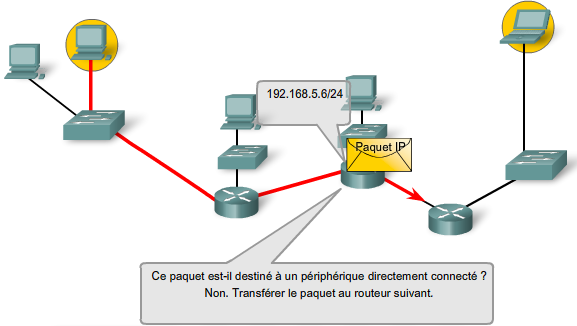 192.168.5.6/24
Paquet IP
Ce paquet est-il destiné à un périphérique directement connecté ?
Non. Transférer le paquet au routeur suivant.